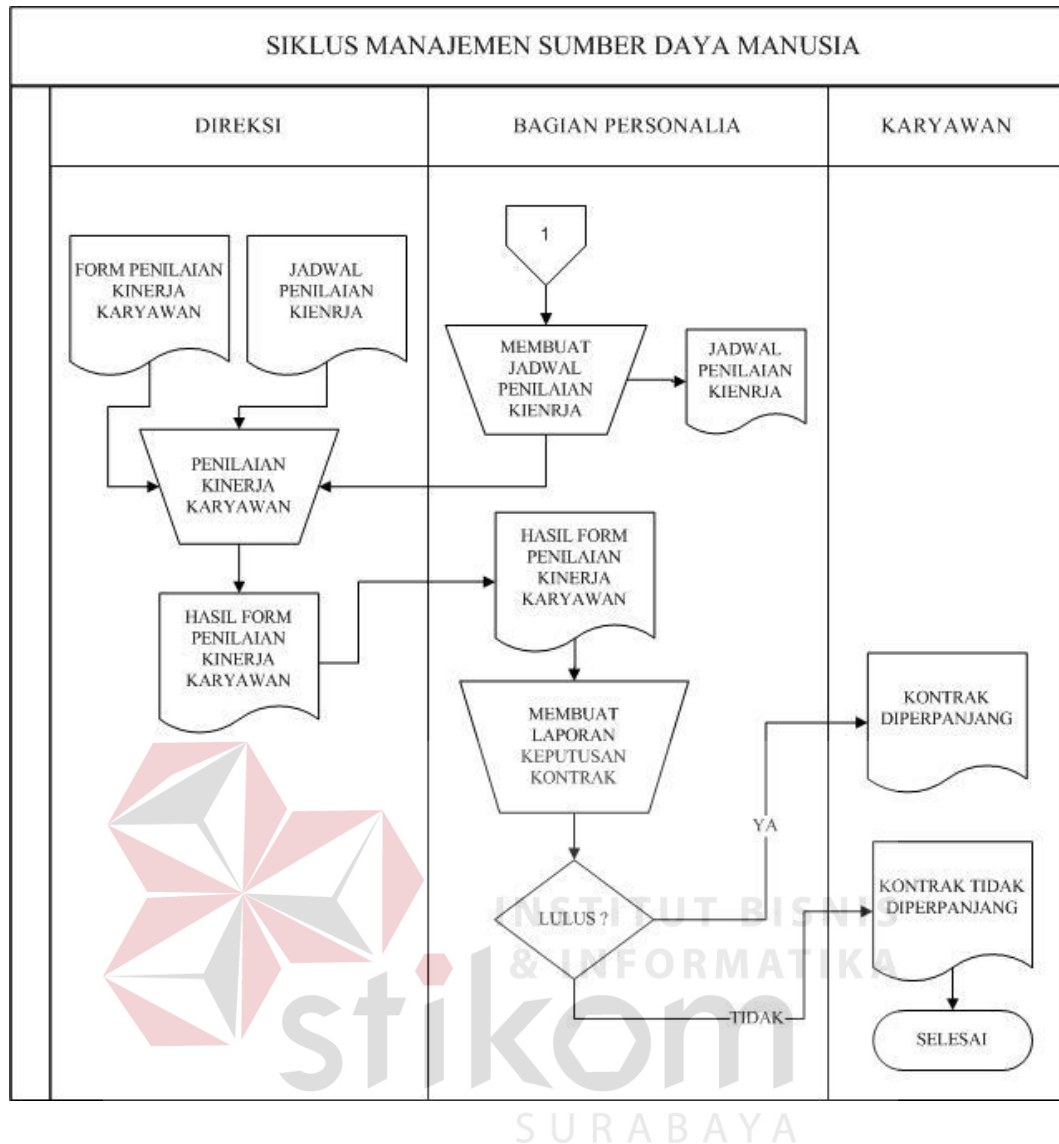 SIKLUS MANAJEMEN SUMBER DAYA MANUSIA
DIREKSI
BAGIAN PERSONALIA
KARYAWAN
FORM PENILAIAN
KINERJA
KARYAWAN
JADWAL
PENILAIAN
KIENRJA
1
MEMBUAT
JADWAL
PENILAIAN
KIENRJA
JADWAL
PENILAIAN
KIENRJA
PENILAIAN
KINERJA
KARYAWAN
HASIL FORM
PENILAIAN
KINERJA
KARYAWAN
HASIL FORM
PENILAIAN
KINERJA
KARYAWAN
MEMBUAT
LAPORAN
KEPUTUSAN
KONTRAK
KONTRAK
DIPERPANJANG
YA
LULUS ?
KONTRAK TIDAK
DIPERPANJANG
TIDAK
SELESAI
INSTITUT BISNIS
& INFORMATIKA
stikom
SURABAYA